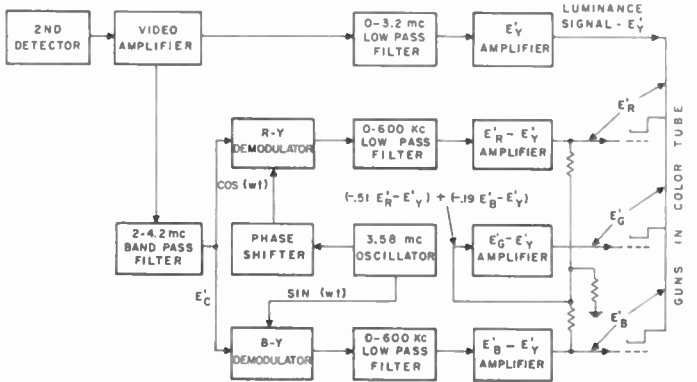 2ND
DETECTOR
VIDEO
AMPLIFIER
0-3.2 mc
LOW PASS
FILTER
E'Y
AMPLIFIER
LUMINANCE
SIGNAL - E'Y
R-Y
DEMODULATOR
0-600 Kc
LOW PASS
FILTER
E'R - E'Y
AMPLIFIER
E'R
COS (wt)
(-.51 E'R - E'Y) + (-.19 E'B - E'Y)
2-4.2 mc
BAND PASS
FILTER
PHASE
SHIFTER
3.58 mc
OSCILLATOR
E'G - E'Y
AMPLIFIER
E'G
E'C
SIN (wt)
B-Y
DEMODULATOR
0-600 Kc
LOW PASS
FILTER
E'B - E'Y
AMPLIFIER
E'B
GUNS IN COLOR TUBE